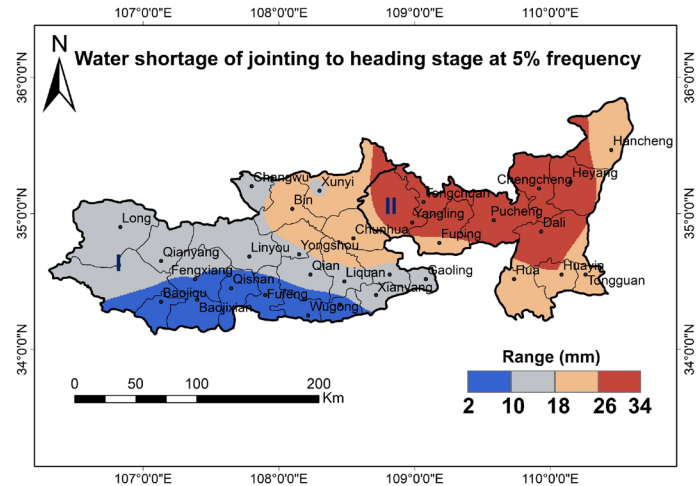 107°0'0"E 108°0'0"E 109°0'0"E 110°0'0"E
N
Water shortage of jointing to heading stage at 5% frequency
36°0'0"N
36°0'0"N
Hancheng
Changwu
Xunyi
Chengcheng
Heyang
Bin
Tongchuan
II
Yangling
Pucheng
35°0'0"N
35°0'0"N
Long
Dali
Chunhua
Fuping
Linyou
Yongshou
Qianyang
I
Fengxiang
Qian
Liquan
Gaoling
Hua
Huayin
Tongguan
Qishan
Xianyang
Baojiqu
Fufeng
Baojixian
Wugong
34°0'0"N
34°0'0"N
Range (mm)
0 50 100 200
Km
2 10 18 26 34
107°0'0"E 108°0'0"E 109°0'0"E 110°0'0"E